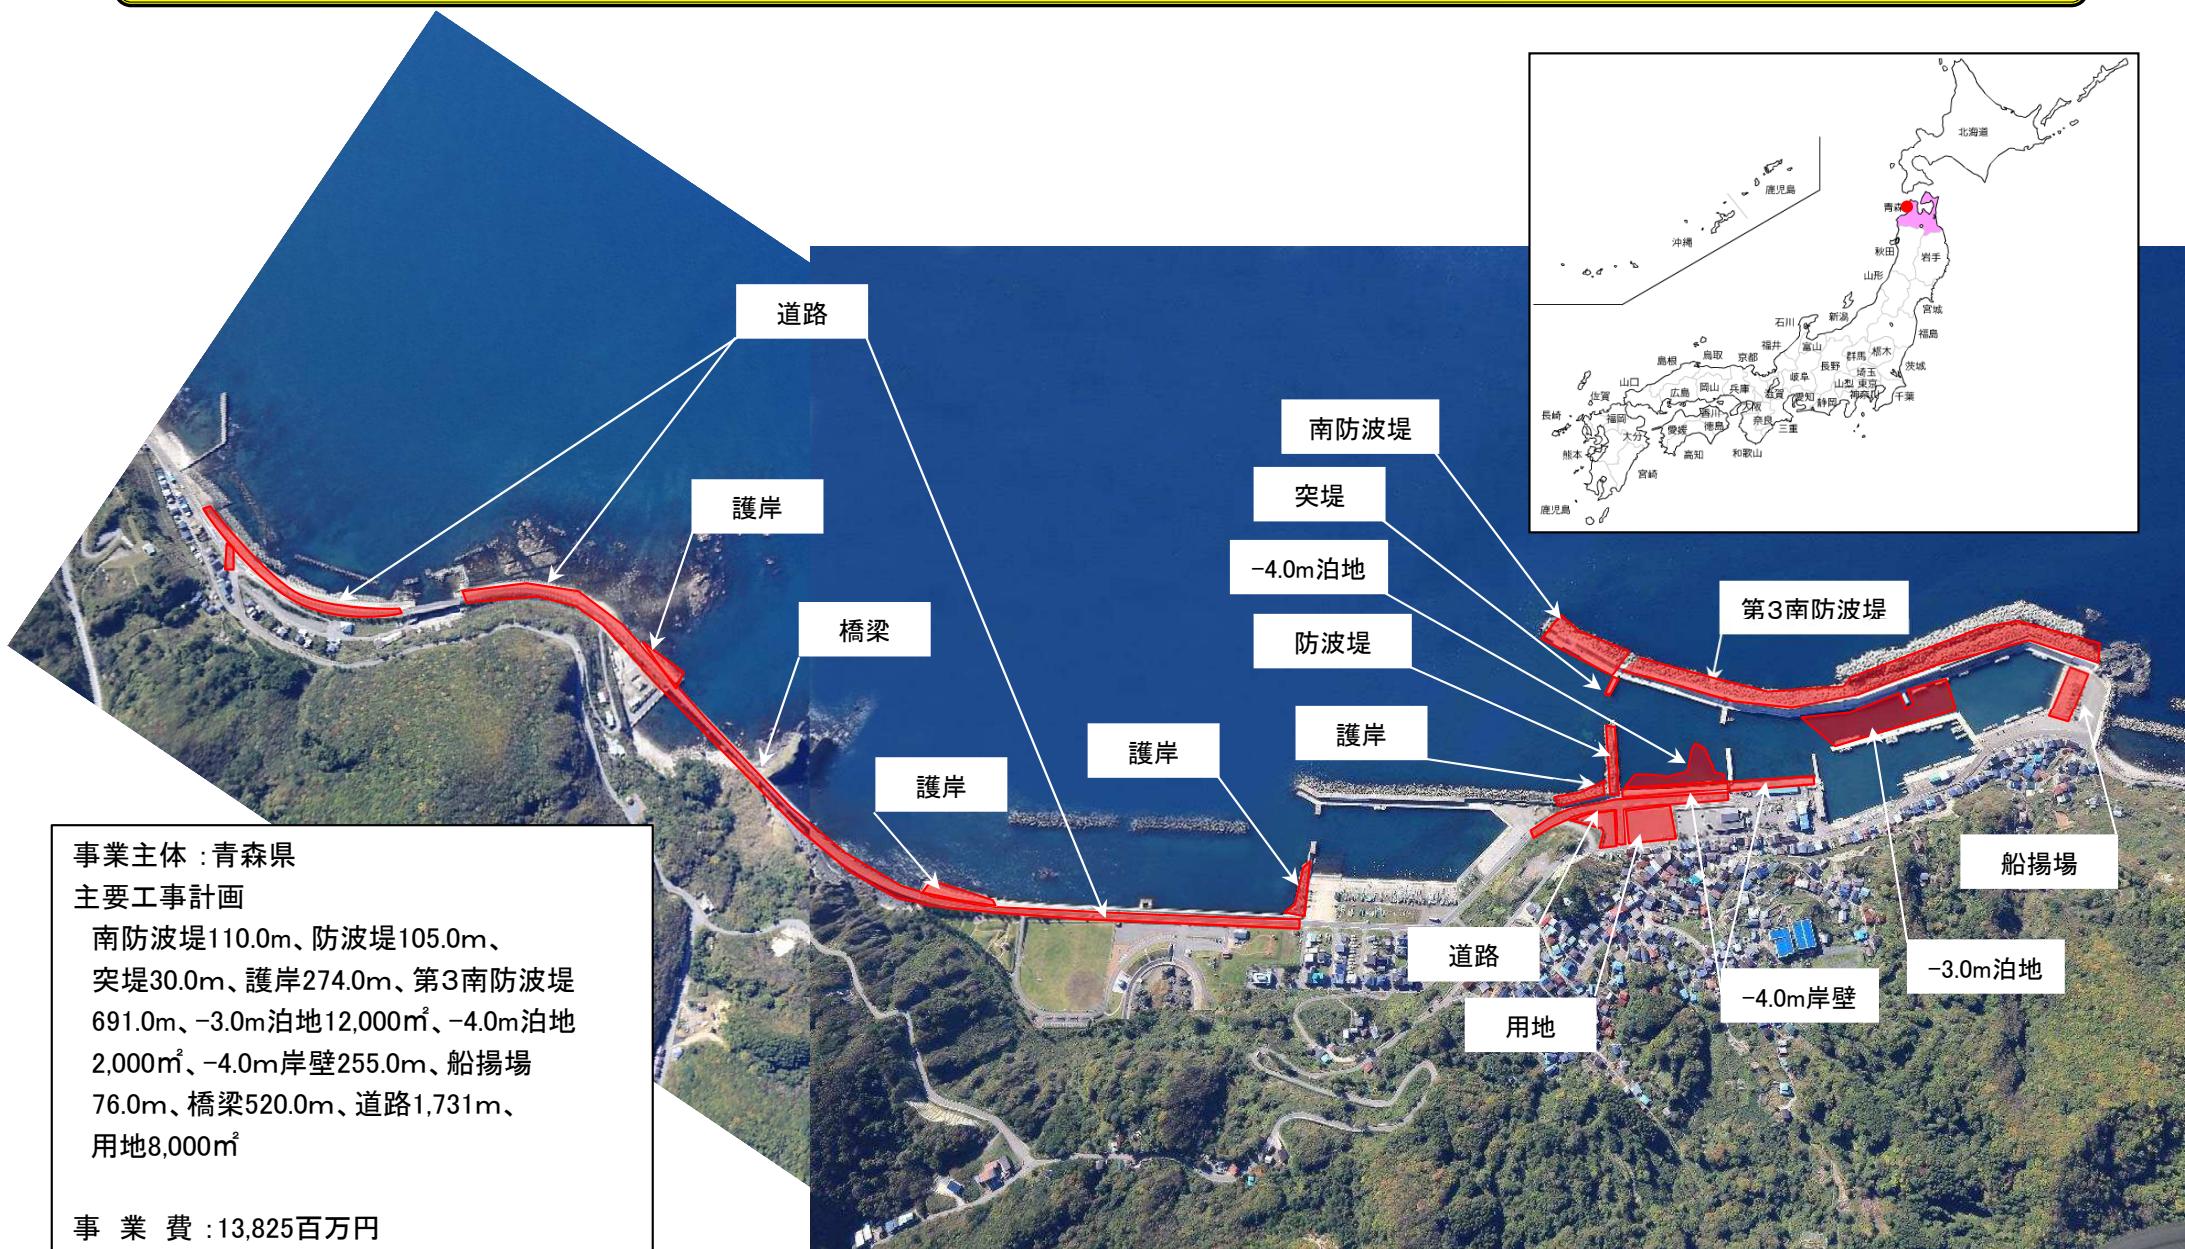 北海道
鹿児島
青森
沖縄
秋田
岩手
山形
宮城
新潟
石川
福島
福井
富山
群馬
栃木
島根
鳥取
京都
長野
茨城
埼玉
岐阜
山口
岡山
兵庫
山梨
東京
広島
滋賀
愛知
静岡
神奈川
千葉
佐賀
大阪
長崎
福岡
香川
奈良
愛媛
徳島
三重
大分
熊本
高知
和歌山
宮崎
鹿児島
道路
南防波堤
護岸
突堤
-4.0m泊地
第3南防波堤
橋梁
防波堤
護岸
護岸
護岸
船揚場
道路
-3.0m泊地
-4.0m岸壁
用地
事業主体:青森県
主要工事計画
南防波堤110.0m、防波堤105.0m、
突堤30.0m、護岸274.0m、第3南防波堤
691.0m、-3.0m泊地12,000㎡、-4.0m泊地
2,000㎡、-4.0m岸壁255.0m、船揚場
76.0m、橋梁520.0m、道路1,731m、
用地8,000㎡
事 業 費:13,825百万円